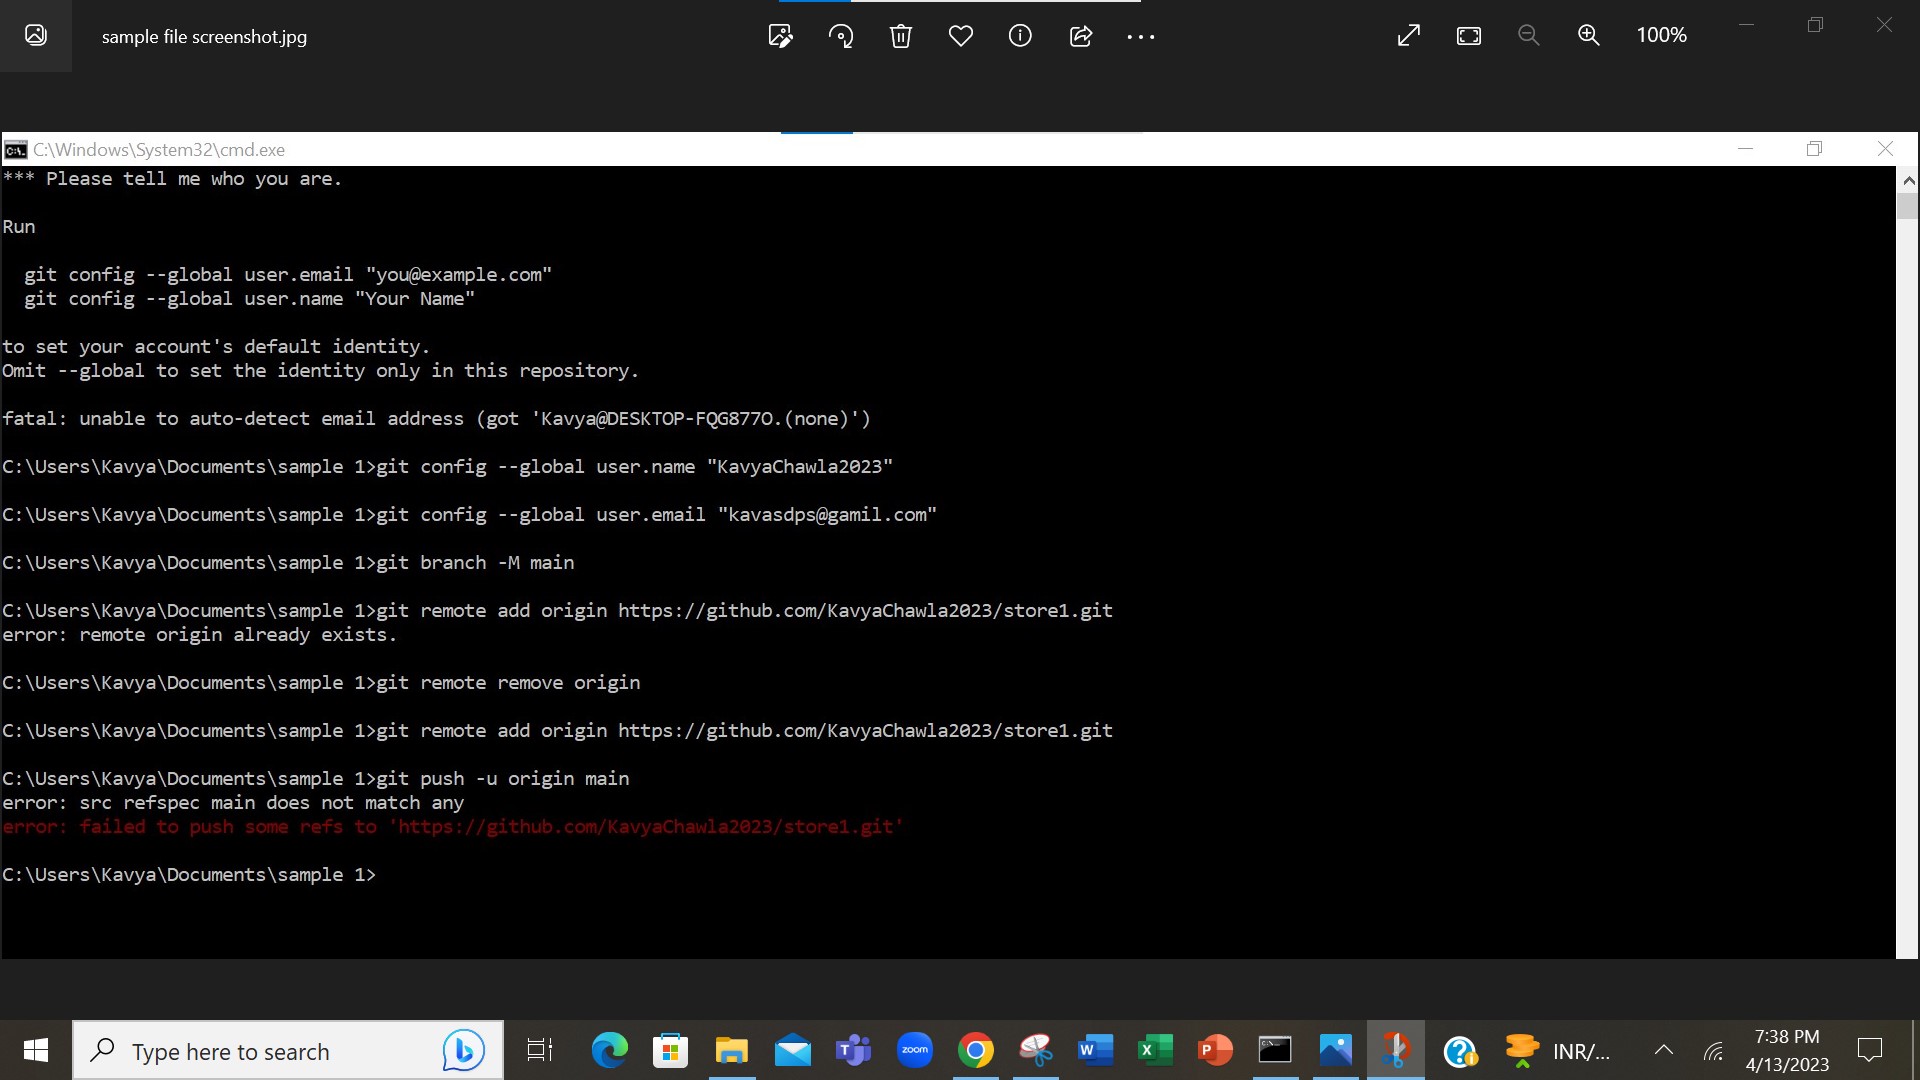 sample file screenshot.jpg
100%
C:\Windows\System32\cmd.exe
*** Please tell me who you are.
Run
git config --global user.email "you@example.com"
git config --global user.name "Your Name"
to set your account's default identity.
Omit --global to set the identity only in this repository.
fatal: unable to auto-detect email address (got 'Kavya@DESKTOP-FQG877O.(none)')
C:\Users\Kavya\Documents\sample 1>git config --global user.name "KavyaChawla2023"
C:\Users\Kavya\Documents\sample 1>git config --global user.email "kavasdps@gamil.com"
C:\Users\Kavya\Documents\sample 1>git branch -M main
C:\Users\Kavya\Documents\sample 1>git remote add origin https://github.com/KavyaChawla2023/store1.git
error: remote origin already exists.
C:\Users\Kavya\Documents\sample 1>git remote remove origin
C:\Users\Kavya\Documents\sample 1>git remote add origin https://github.com/KavyaChawla2023/store1.git
C:\Users\Kavya\Documents\sample 1>git push -u origin main
error: src refspec main does not match any
error: failed to push some refs to 'https://github.com/KavyaChawla2023/store1.git'
C:\Users\Kavya\Documents\sample 1>
Type here to search
zoom
INR/...
7:38 PM
4/13/2023